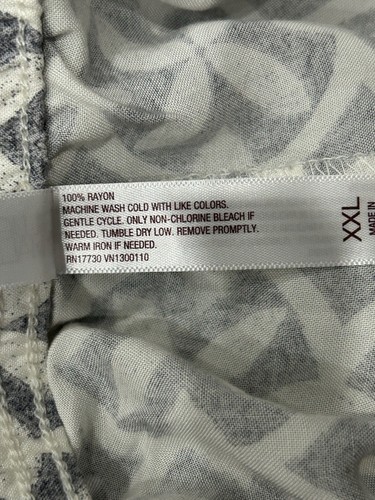 100% RAYON
MACHINE WASH COLD WITH LIKE COLORS.
GENTLE CYCLE. ONLY NON-CHLORINE BLEACH IF
NEEDED. TUMBLE DRY LOW. REMOVE PROMPTLY.
WARM IRON IF NEEDED.
RN17730 VN1300110
XXL
MADE IN